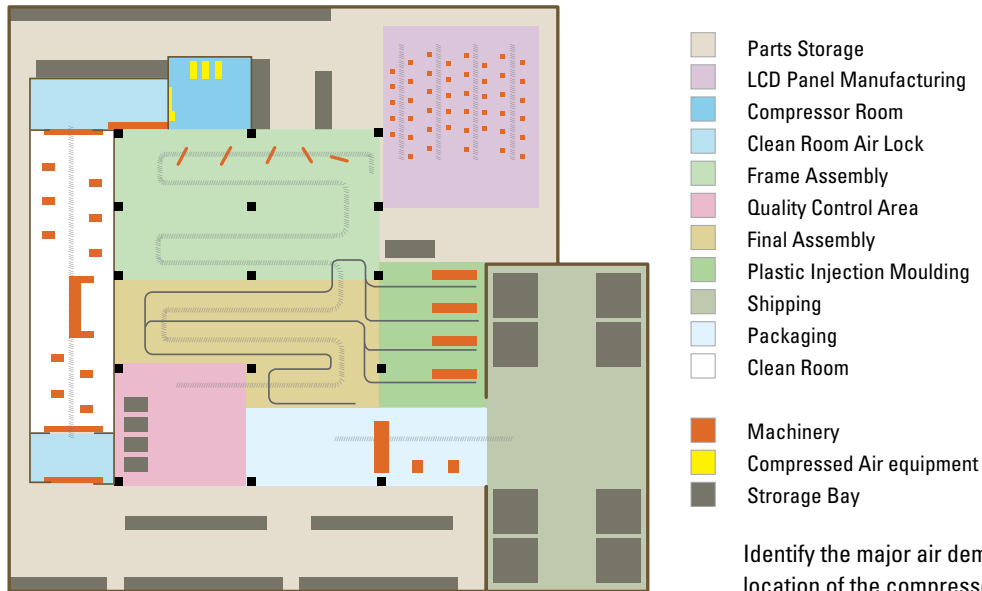 Parts Storage
LCD Panel Manufacturing
Compressor Room
Clean Room Air Lock
Frame Assembly
Quality Control Area
Final Assembly
Plastic Injection Moulding
Shipping
Packaging
Clean Room
Machinery
Compressed Air equipment
Strorage Bay
Identify the major air dem
location of the compresso